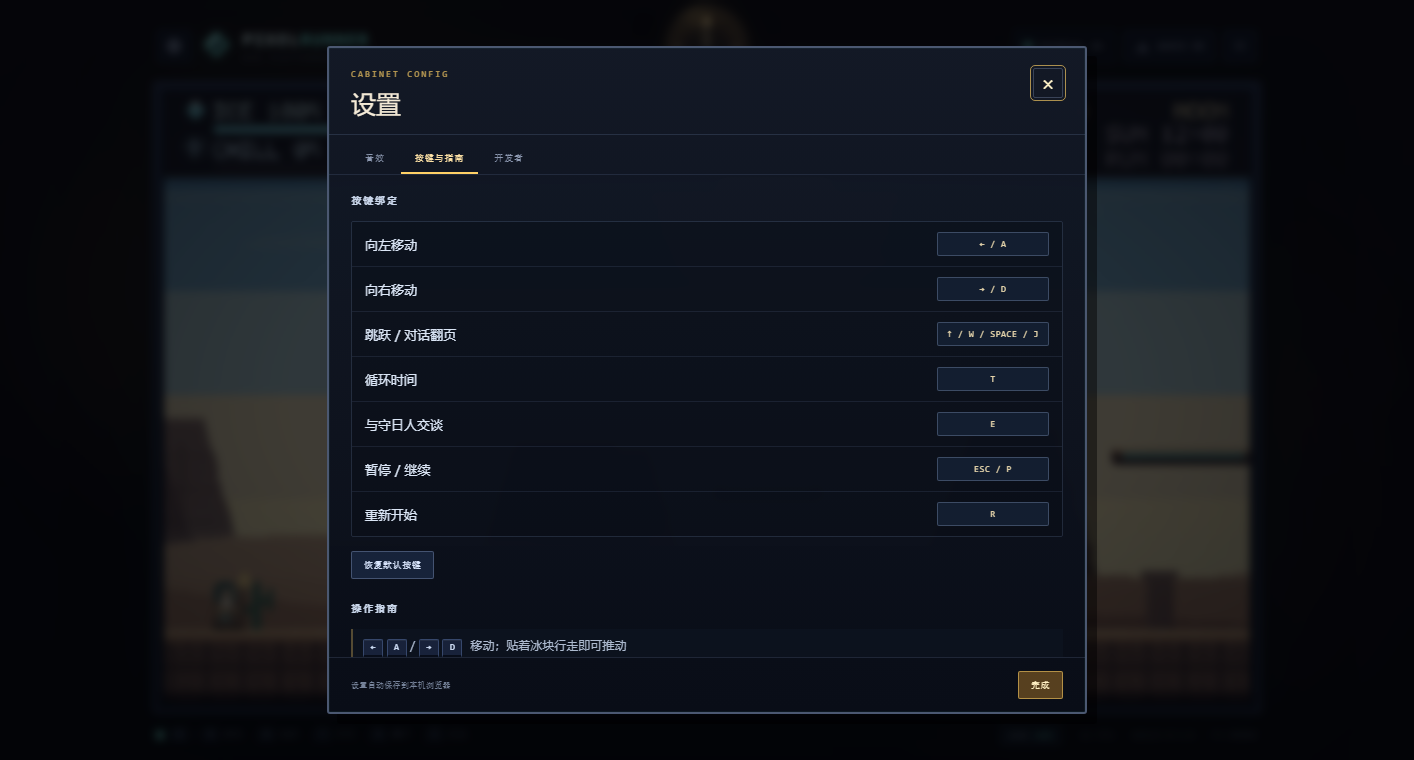 CABINET CONFIG
设置
×
音效 按键与指南 开发者
按键绑定
向左移动 ← / A
向右移动 → / D
跳跃 / 对话翻页 ↑ / W / SPACE / J
循环时间 T
与守日人交谈 E
暂停 / 继续 ESC / P
重新开始 R
恢复默认按键
操作指南
← A / → D 移动；贴着冰块行走即可推动
设置自动保存到本机浏览器
完成